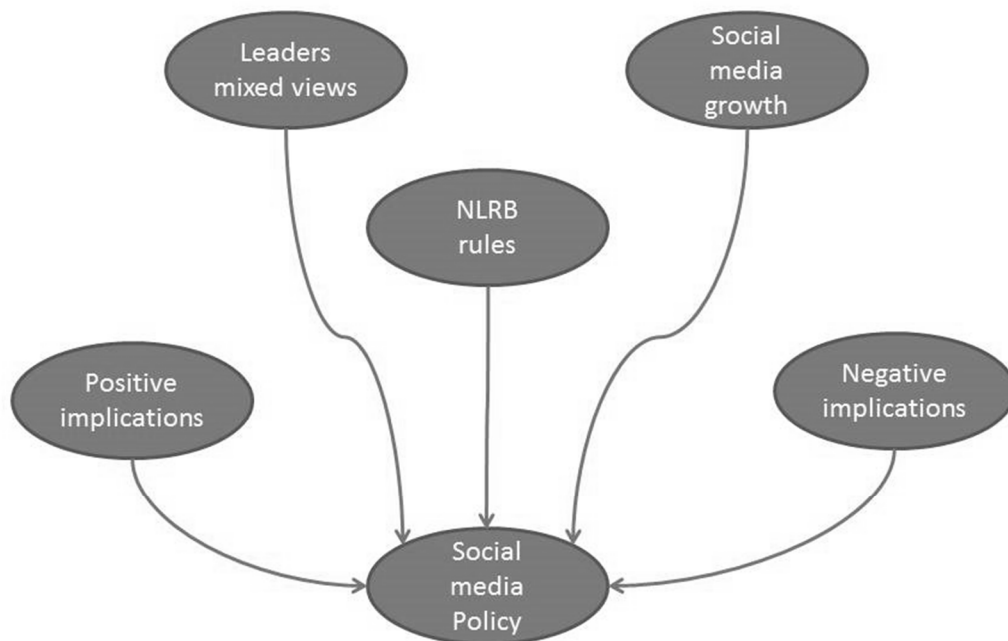 Leaders
mixed views
Social
media
growth
NLRB
rules
Positive
implications
Negative
implications
Social
media
Policy